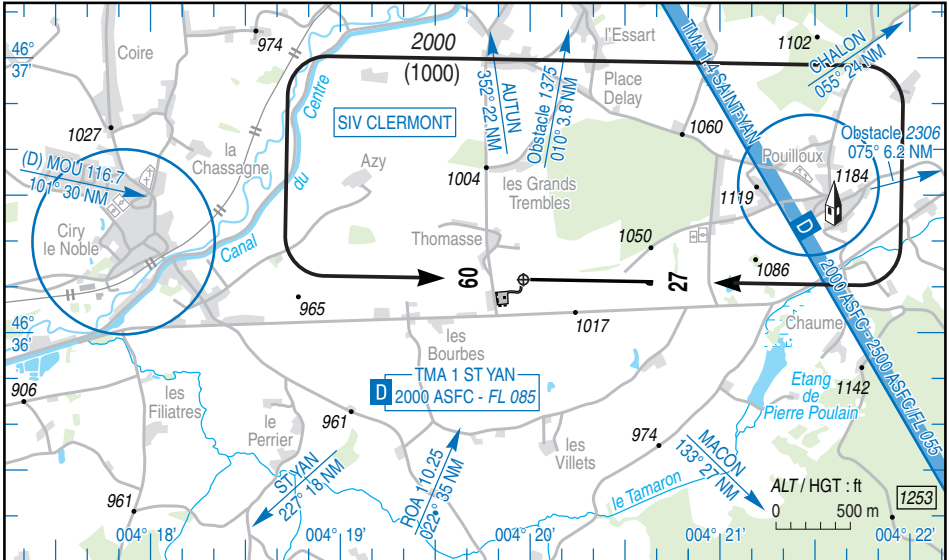 46°
37'
Coire
974
2000
(1000)
l'Essart
1102
CHALON
055° 24 NM
TMA 1.4 SAINT-YAN
AUTUN
352° 22 NM
Obstacle 1375
010° 3.8 NM
Place
Delay
Centre
du
Canal
SIV CLERMONT
1027
la
Chassagne
1060
Obstacle 2306
075° 6.2 NM
(D) MOU 116.7
101° 30 NM
Azy
1004
les Grands
Trembles
Pouilloux
1184
1119
Ciry
le Noble
Thomasse
1050
D
1086
09
27
965
1017
2000 ASFC - 2500 ASFC/FL 055
46°
36'
les
Bourbes
Chaume
TMA 1 ST YAN
D
2000 ASFC - FL 085
Etang
de
Pierre Poulain
1142
906
les
Filiatres
961
le
Perrier
974
les
Villets
MACON
133° 27 NM
ST YAN
227° 18 NM
ROA 110.25
022° 35 NM
le Tamaron
ALT / HGT : ft
0 500 m
1253
961
004° 18'
004° 19'
004° 20'
004° 21'
004° 22'